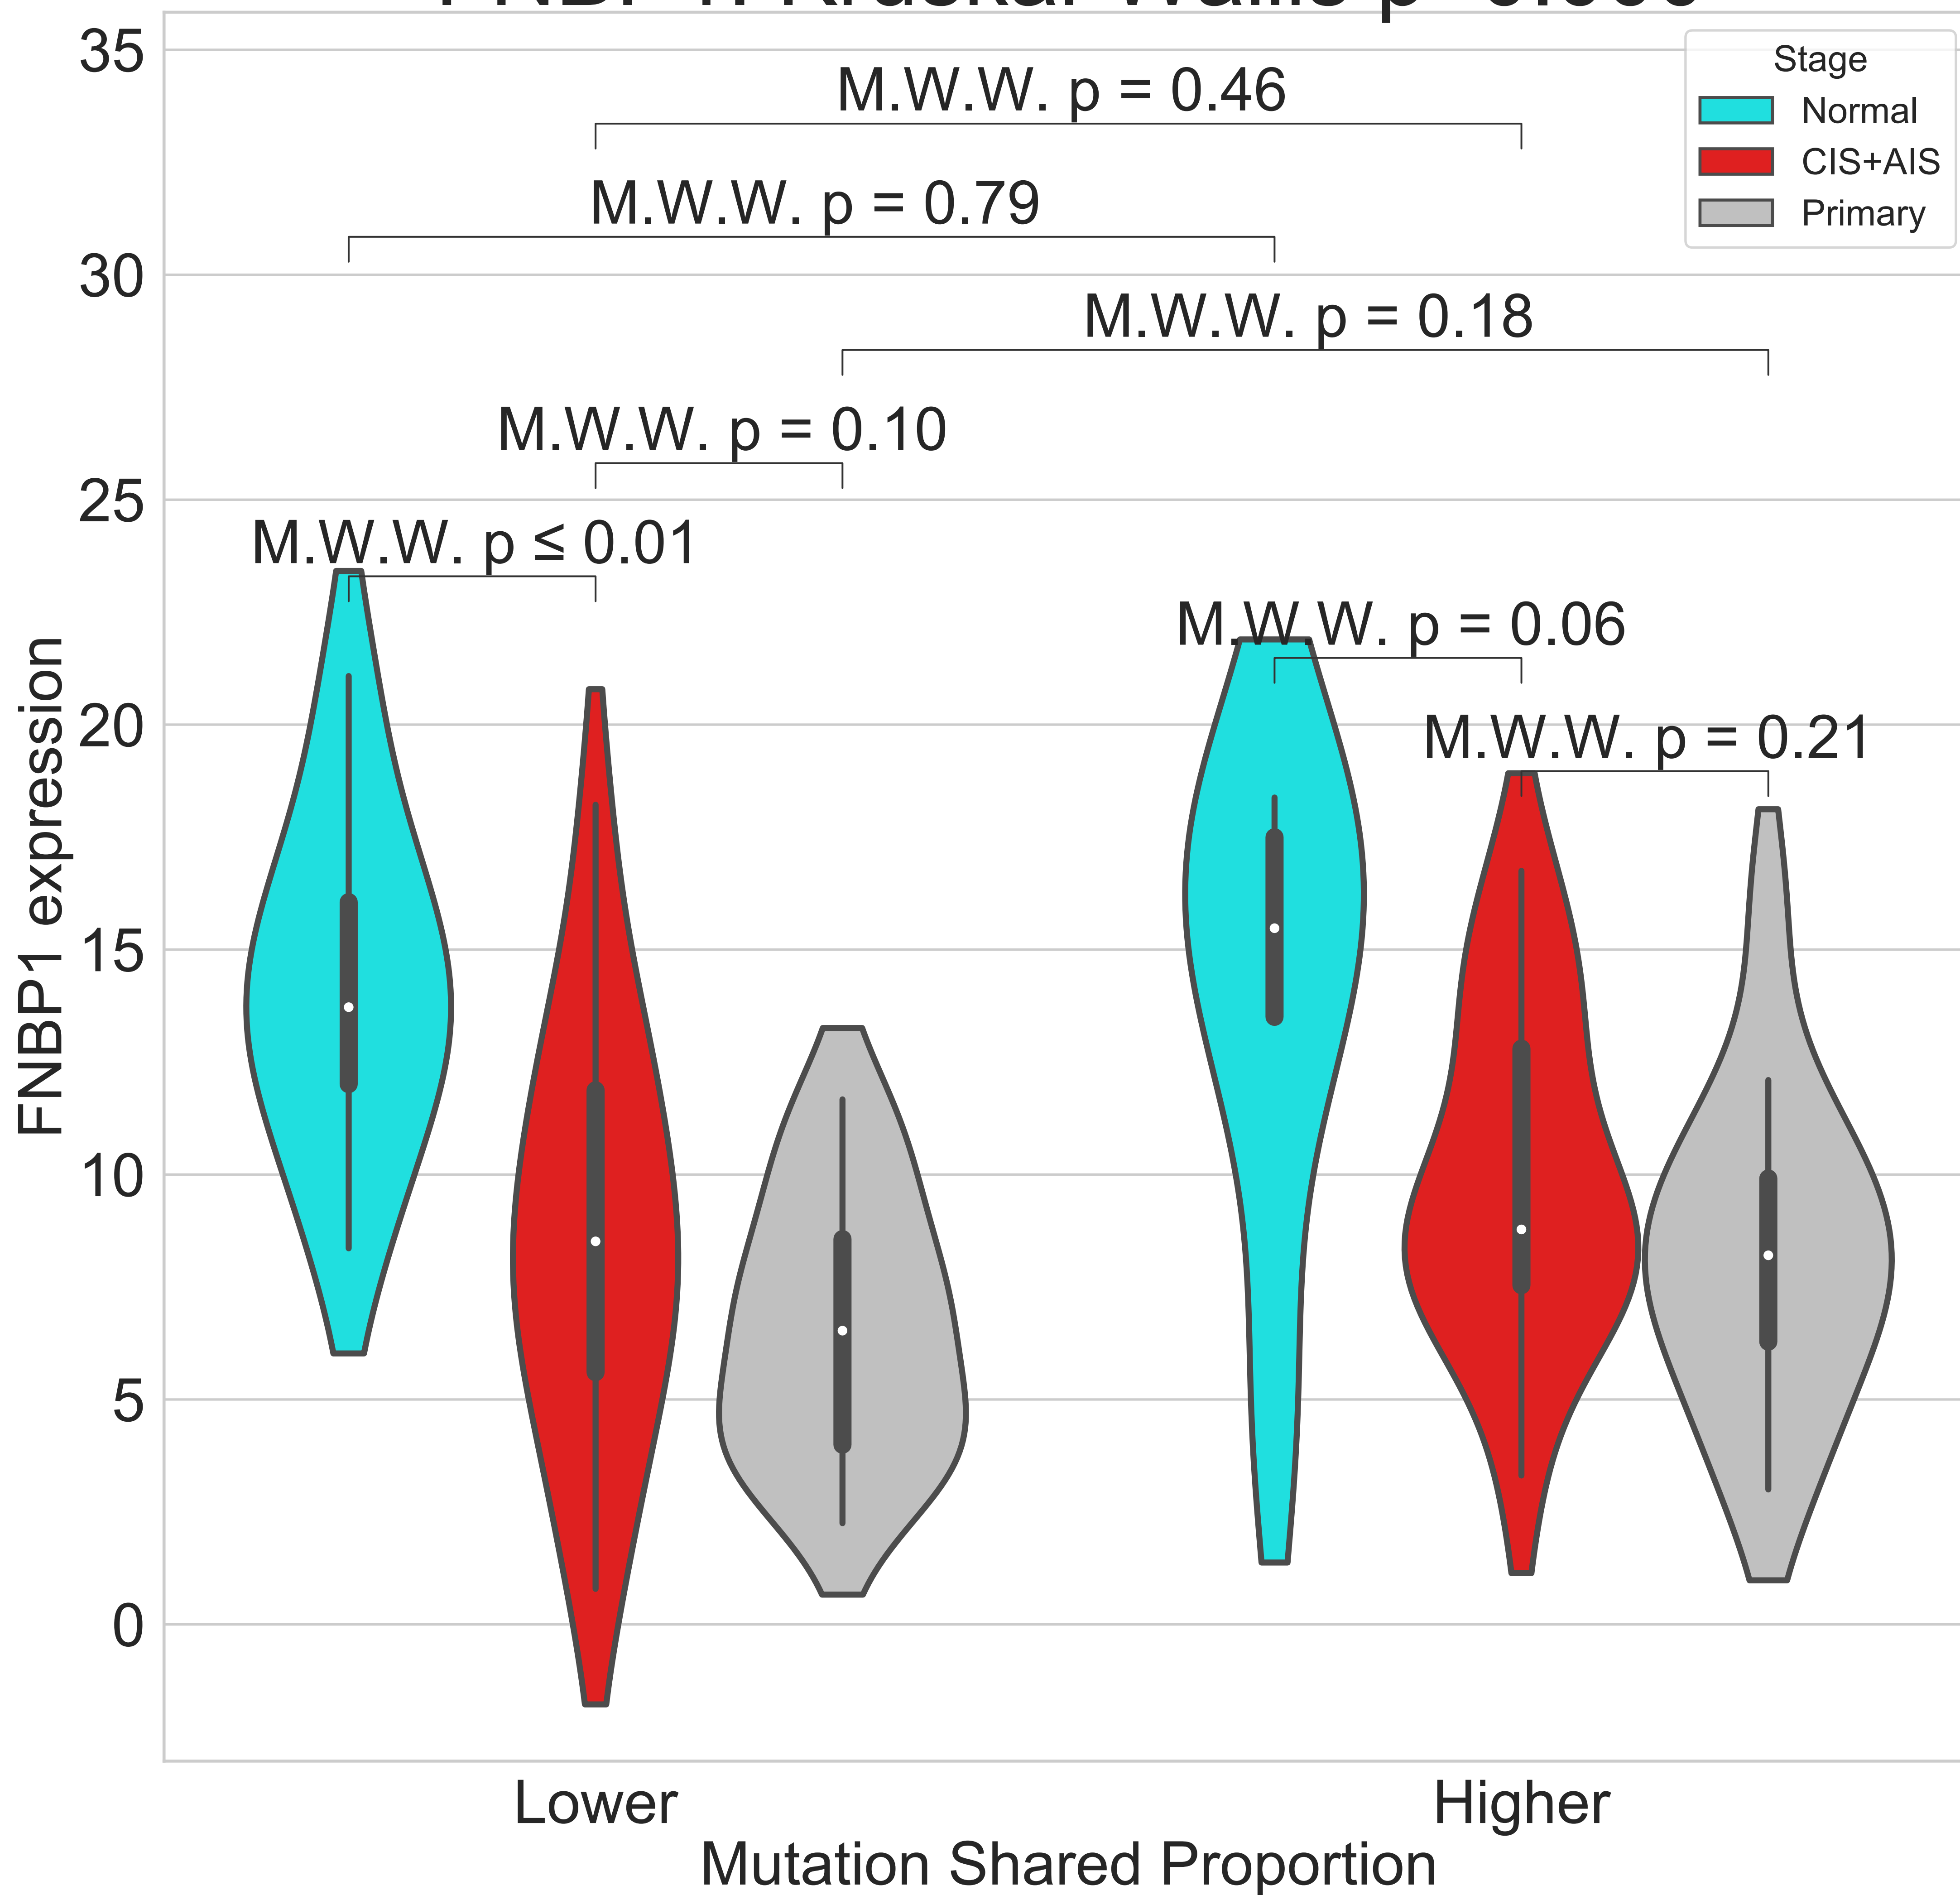 35
M.W.W. p = 0.46
Stage
Normal
CIS+AIS
Primary
M.W.W. p = 0.79
30
M.W.W. p = 0.18
M.W.W. p = 0.10
25
M.W.W. p ≤ 0.01
M.W.W. p = 0.06
20
M.W.W. p = 0.21
15
10
5
0
FNBP1 expression
Lower
Higher
Mutation Shared Proportion